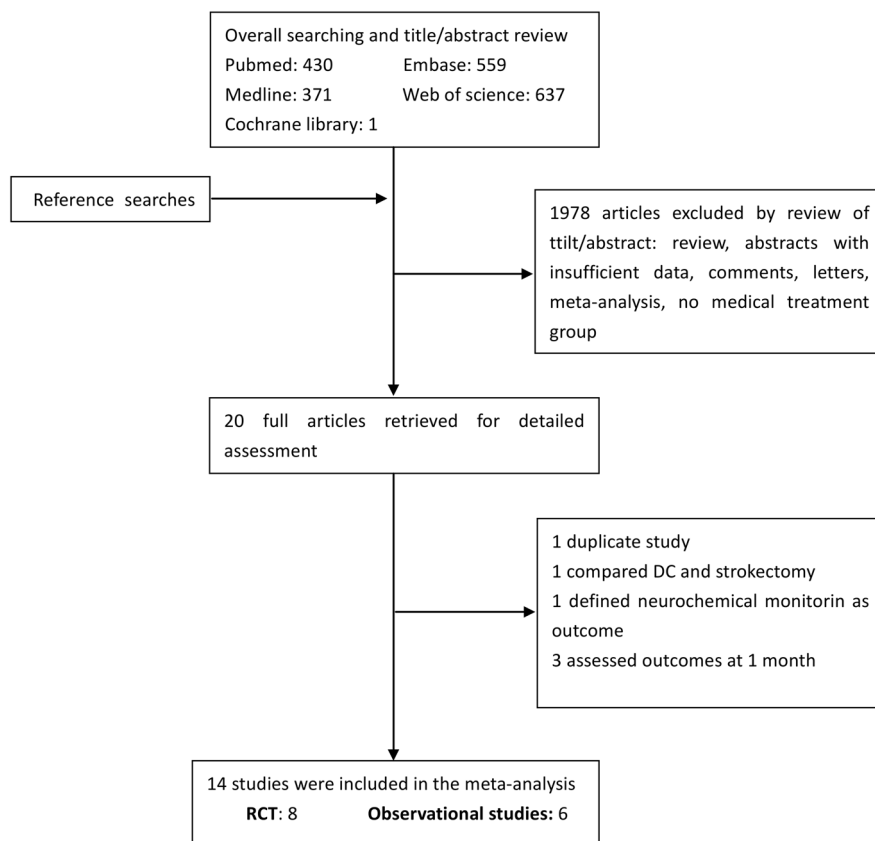 Overall searching and title/abstract review
Pubmed: 430 Embase: 559
Medline: 371 Web of science: 637
Cochrane library: 1
Reference searches
1978 articles excluded by review of
ttilt/abstract: review, abstracts with
insufficient data, comments, letters,
meta-analysis, no medical treatment
group
20 full articles retrieved for detailed
assessment
1 duplicate study
1 compared DC and strokectomy
1 defined neurochemical monitorin as
outcome
3 assessed outcomes at 1 month
14 studies were included in the meta-analysis
RCT: 8 Observational studies: 6